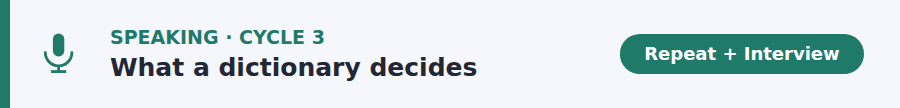 SPEAKING · CYCLE 3
What a dictionary decides
Repeat + Interview